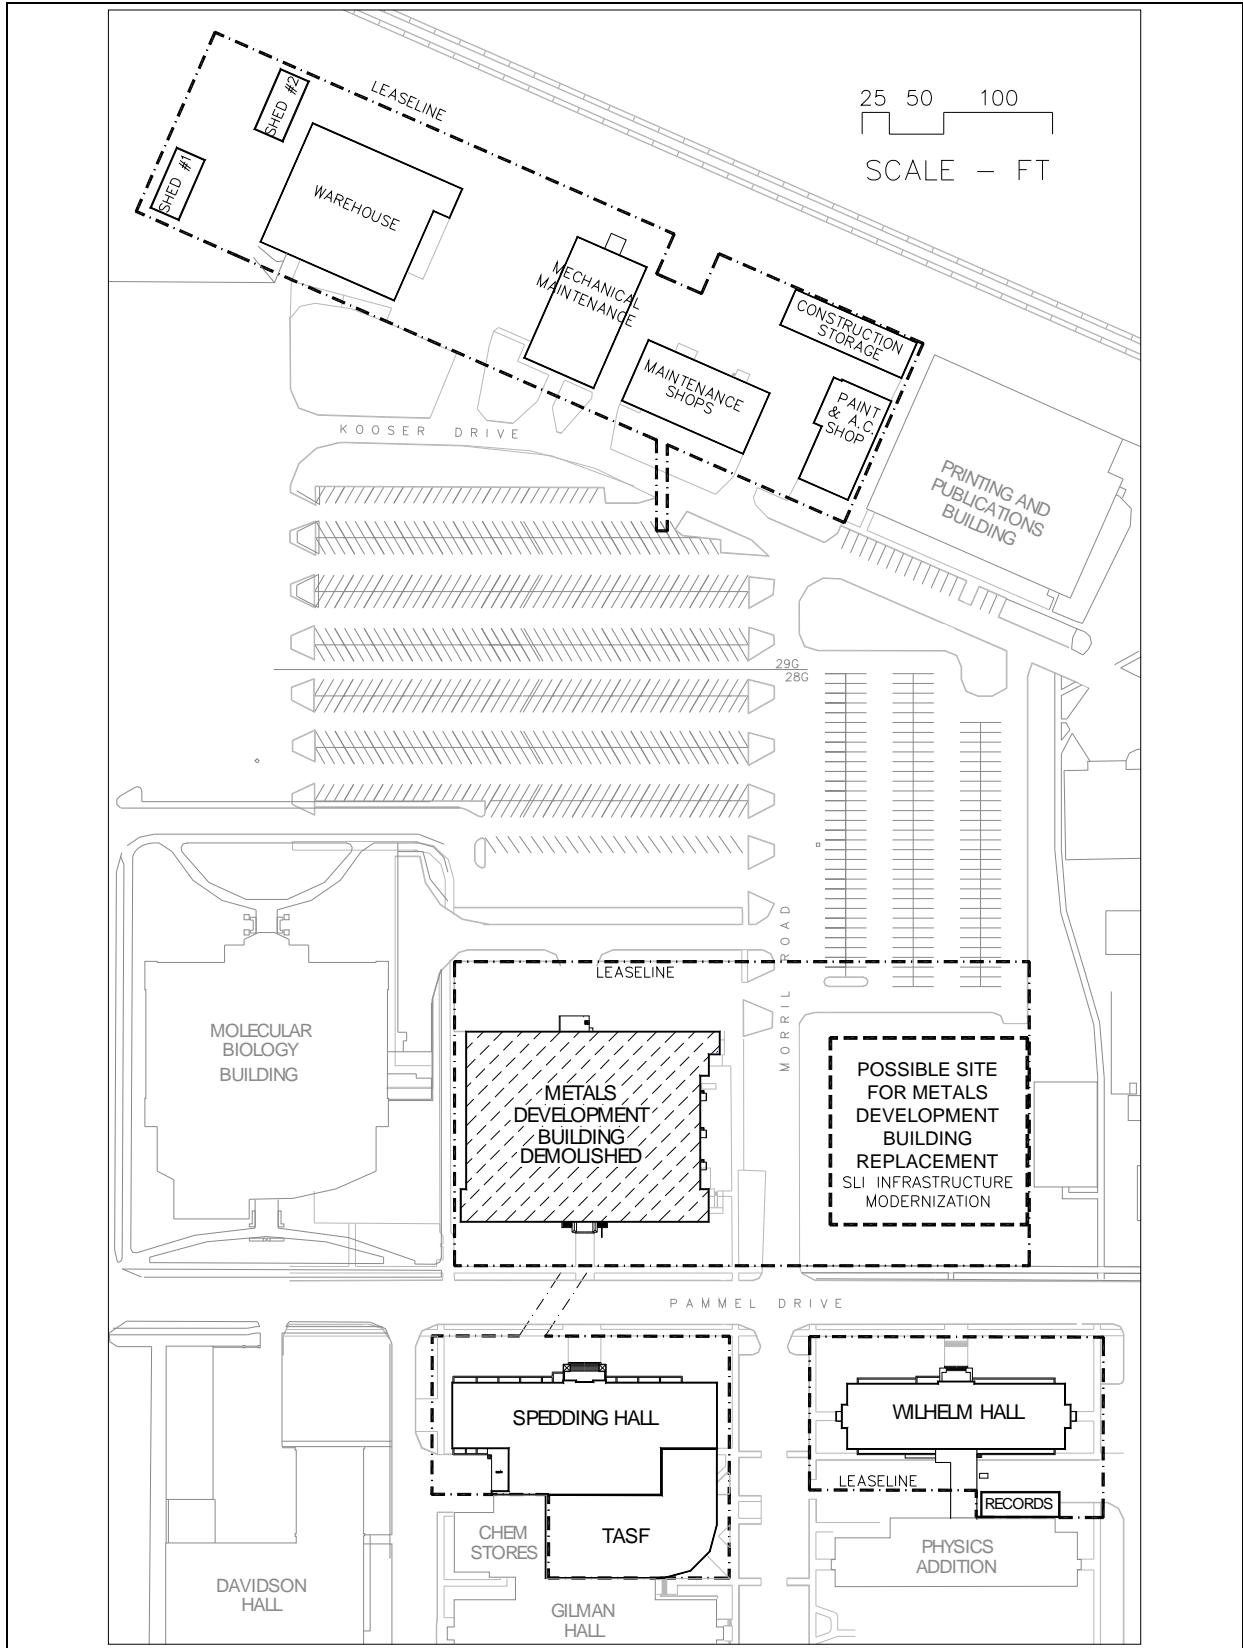 25 50 100
SCALE - FT
SHED #2
LEASELINE
SHED #1
WAREHOUSE
MECHANICAL
MAINTENANCE
CONSTRUCTION
STORAGE
MAINTENANCE
SHOPS
PAINT
& A.C.
SHOP
KOOSER DRIVE
PRINTING AND
PUBLICATIONS
BUILDING
29G
28G
MORRIL ROAD
LEASELINE
MOLECULAR
BIOLOGY
BUILDING
METALS
DEVELOPMENT
BUILDING
DEMOLISHED
POSSIBLE SITE
FOR METALS
DEVELOPMENT
BUILDING
REPLACEMENT
SLI INFRASTRUCTURE
MODERNIZATION
PAMMEL DRIVE
SPEDDING HALL
WILHELM HALL
LEASELINE
RECORDS
CHEM
STORES
TASF
PHYSICS
ADDITION
DAVIDSON
HALL
GILMAN
HALL